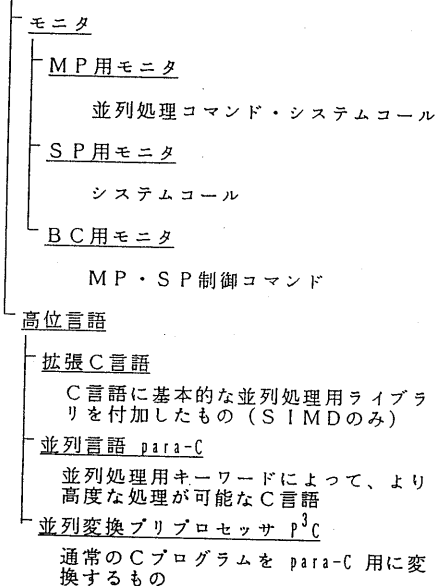 モニタ
MP用モニタ
並列処理コマンド・システムコール
SP用モニタ
システムコール
BC用モニタ
MP・SP制御コマンド
高位言語
拡張C言語
C言語に基本的な並列処理用ライブラ
リを付加したもの（SIMDのみ）
並列言語 para-C
並列処理用キーワードによって、より
高度な処理が可能なC言語
並列変換プリプロセッサ P³C
通常のCプログラムを para-C 用に変
換するもの